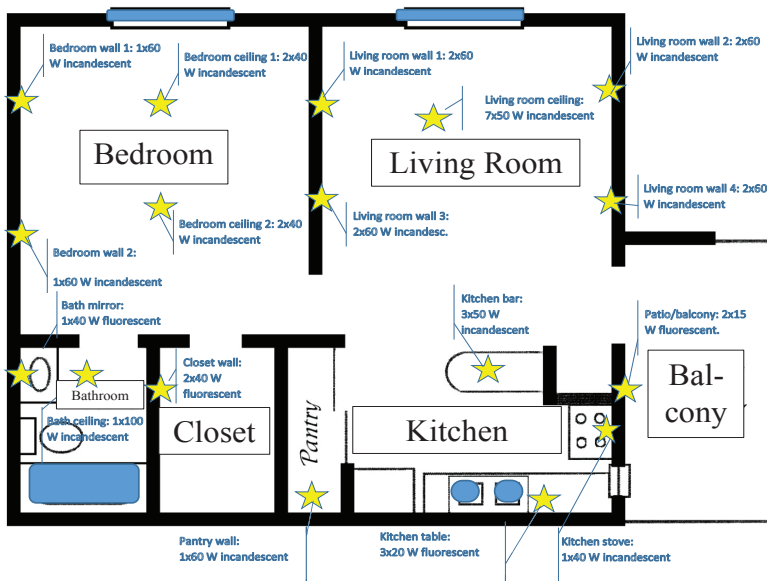 Bedroom wall 1: 1x60
W incandescent
Bedroom ceiling 1: 2x40
W incandescent
Living room wall 1: 2x60
W incandescent
Living room wall 2: 2x60
W incandescent
Living room ceiling:
7x50 W incandescent
Bedroom
Living Room
Bedroom ceiling 2: 2x40
W incandescent
Living room wall 3:
2x60 W incandesc.
Living room wall 4: 2x60
W incandescent
Bedroom wall 2:
1x60 W incandescent
Bath mirror:
1x40 W fluorescent
Kitchen bar:
3x50 W
incandescent
Patio/balcony: 2x15
W fluorescent.
Closet wall:
2x40 W
fluorescent
Bathroom
Bath ceiling: 1x100
W incandescent
Closet
Pantry
Kitchen
Bal-
cony
Pantry wall:
1x60 W incandescent
Kitchen table:
3x20 W fluorescent
Kitchen stove:
1x40 W incandescent